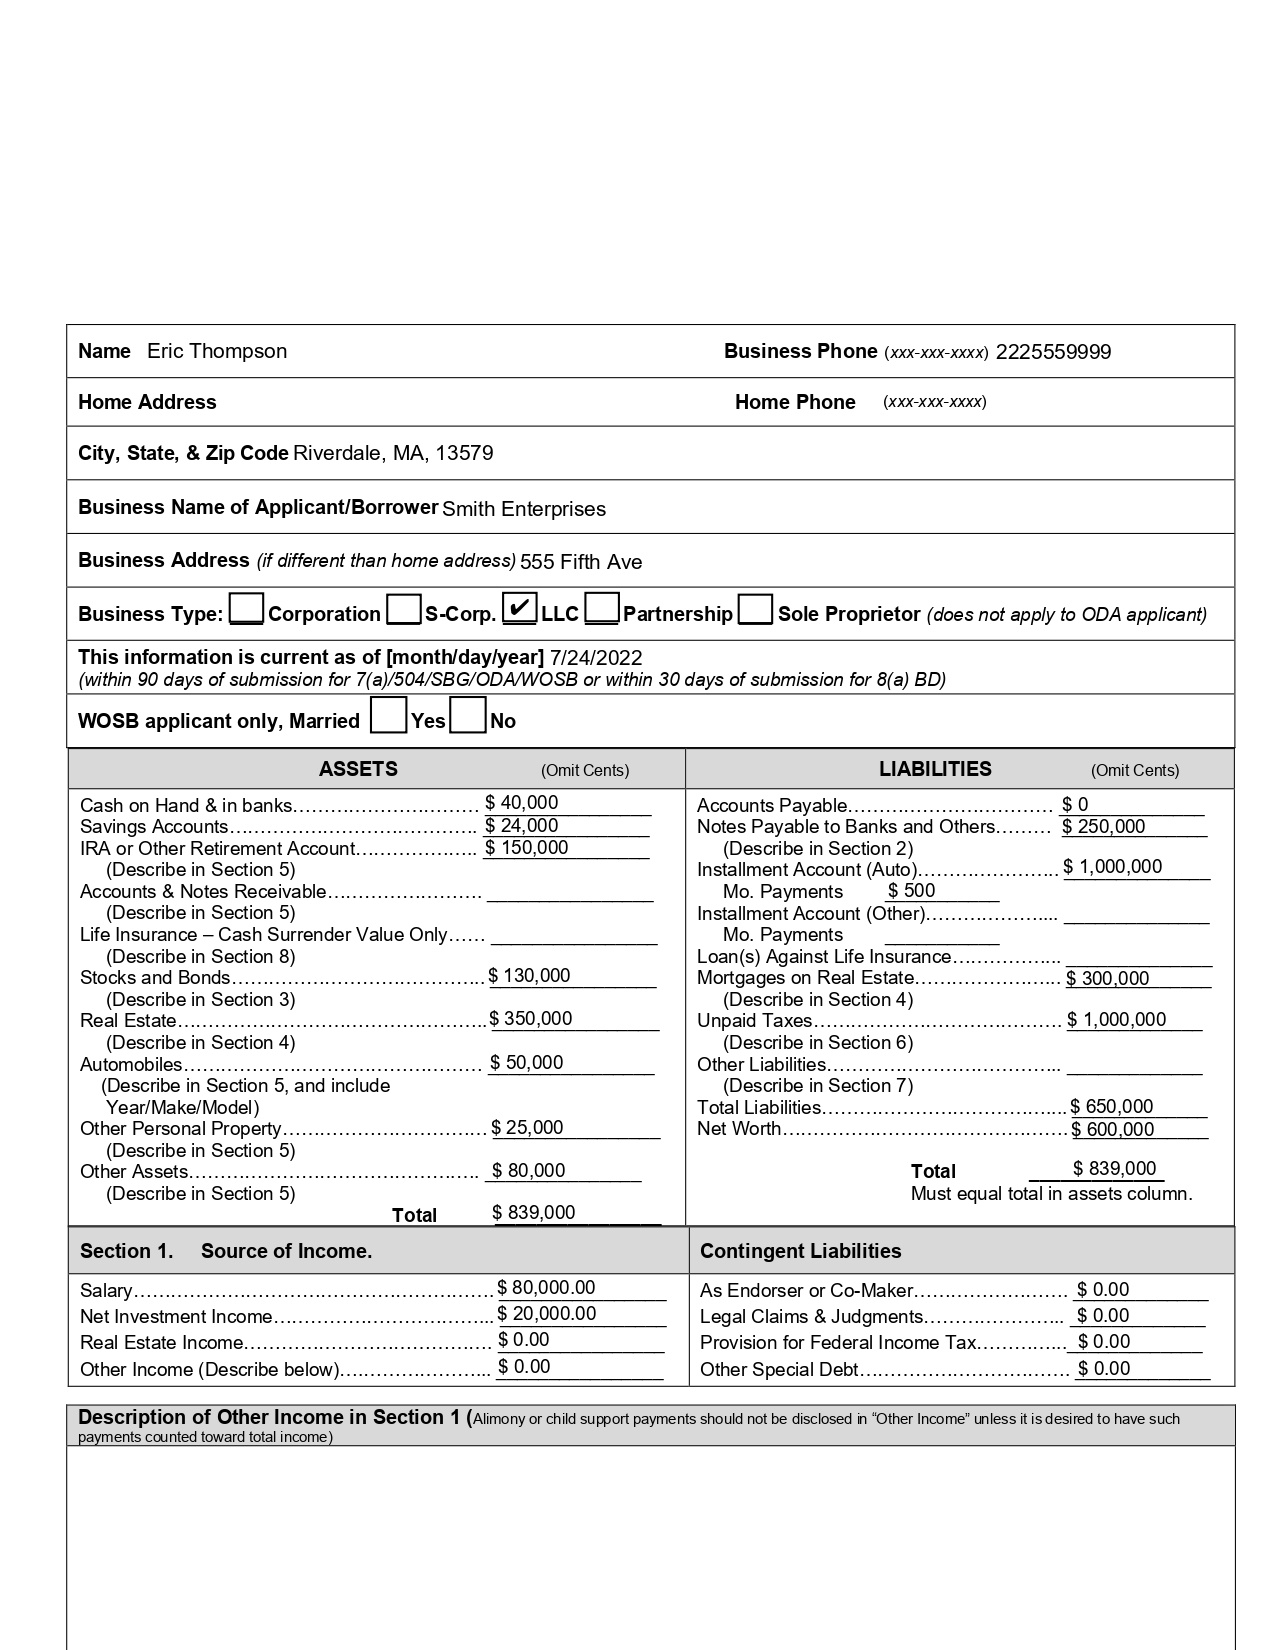 Name Eric Thompson Business Phone (xxx-xxx-xxxx) 2225559999
Home Address Home Phone (xxx-xxx-xxxx)
City, State, & Zip Code Riverdale, MA, 13579
Business Name of Applicant/Borrower Smith Enterprises
Business Address (if different than home address) 555 Fifth Ave
Business Type: Corporation S-Corp. ✔ LLC Partnership Sole Proprietor (does not apply to ODA applicant)
This information is current as of [month/day/year] 7/24/2022
(within 90 days of submission for 7(a)/504/SBG/ODA/WOSB or within 30 days of submission for 8(a) BD)
WOSB applicant only, Married Yes No
ASSETS (Omit Cents)
Cash on Hand & in banks…………………………… $ 40,000
Savings Accounts…………………………………….. $ 24,000
IRA or Other Retirement Account………………….. $ 150,000
(Describe in Section 5)
Accounts & Notes Receivable………………………
(Describe in Section 5)
Life Insurance – Cash Surrender Value Only……
(Describe in Section 8)
Stocks and Bonds…………………………………….. $ 130,000
(Describe in Section 3)
Real Estate……………………………………………. $ 350,000
(Describe in Section 4)
Automobiles…………………………………………… $ 50,000
(Describe in Section 5, and include
Year/Make/Model)
Other Personal Property……………………………… $ 25,000
(Describe in Section 5)
Other Assets………………………………………….. $ 80,000
(Describe in Section 5)
Total $ 839,000
LIABILITIES (Omit Cents)
Accounts Payable……………………………… $ 0
Notes Payable to Banks and Others……… $ 250,000
(Describe in Section 2)
Installment Account (Auto)………………….. $ 1,000,000
Mo. Payments $ 500
Installment Account (Other)…………………....
Mo. Payments
Loan(s) Against Life Insurance………………..
Mortgages on Real Estate…………………….. $ 300,000
(Describe in Section 4)
Unpaid Taxes…………………………………… $ 1,000,000
(Describe in Section 6)
Other Liabilities…………………………………..
(Describe in Section 7)
Total Liabilities…………………………………... $ 650,000
Net Worth………………………………………… $ 600,000
Total $ 839,000
Must equal total in assets column.
Section 1. Source of Income.
Salary…………………………………………………… $ 80,000.00
Net Investment Income………………………………... $ 20,000.00
Real Estate Income……………………………………. $ 0.00
Other Income (Describe below)……………………... $ 0.00
Contingent Liabilities
As Endorser or Co-Maker……………………… $ 0.00
Legal Claims & Judgments…………………….. $ 0.00
Provision for Federal Income Tax…………….. $ 0.00
Other Special Debt……………………………… $ 0.00
Description of Other Income in Section 1 (Alimony or child support payments should not be disclosed in “Other Income” unless it is desired to have such
payments counted toward total income)